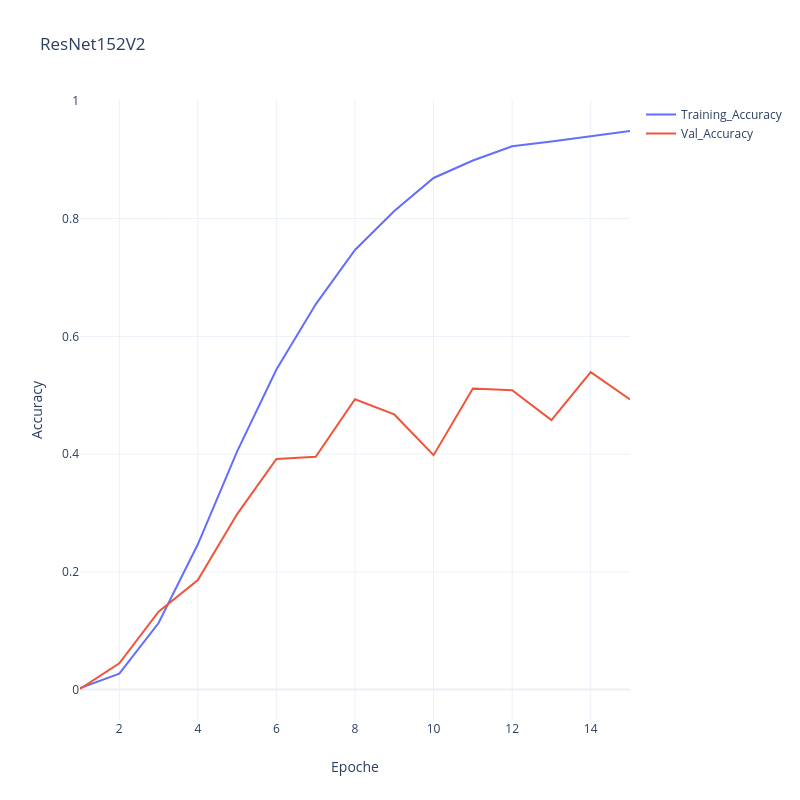 ResNet152V2
Training_Accuracy
Val_Accuracy
1
0.8
0.6
0.4
0.2
0
Accuracy
2 4 6 8 10 12 14
Epoche